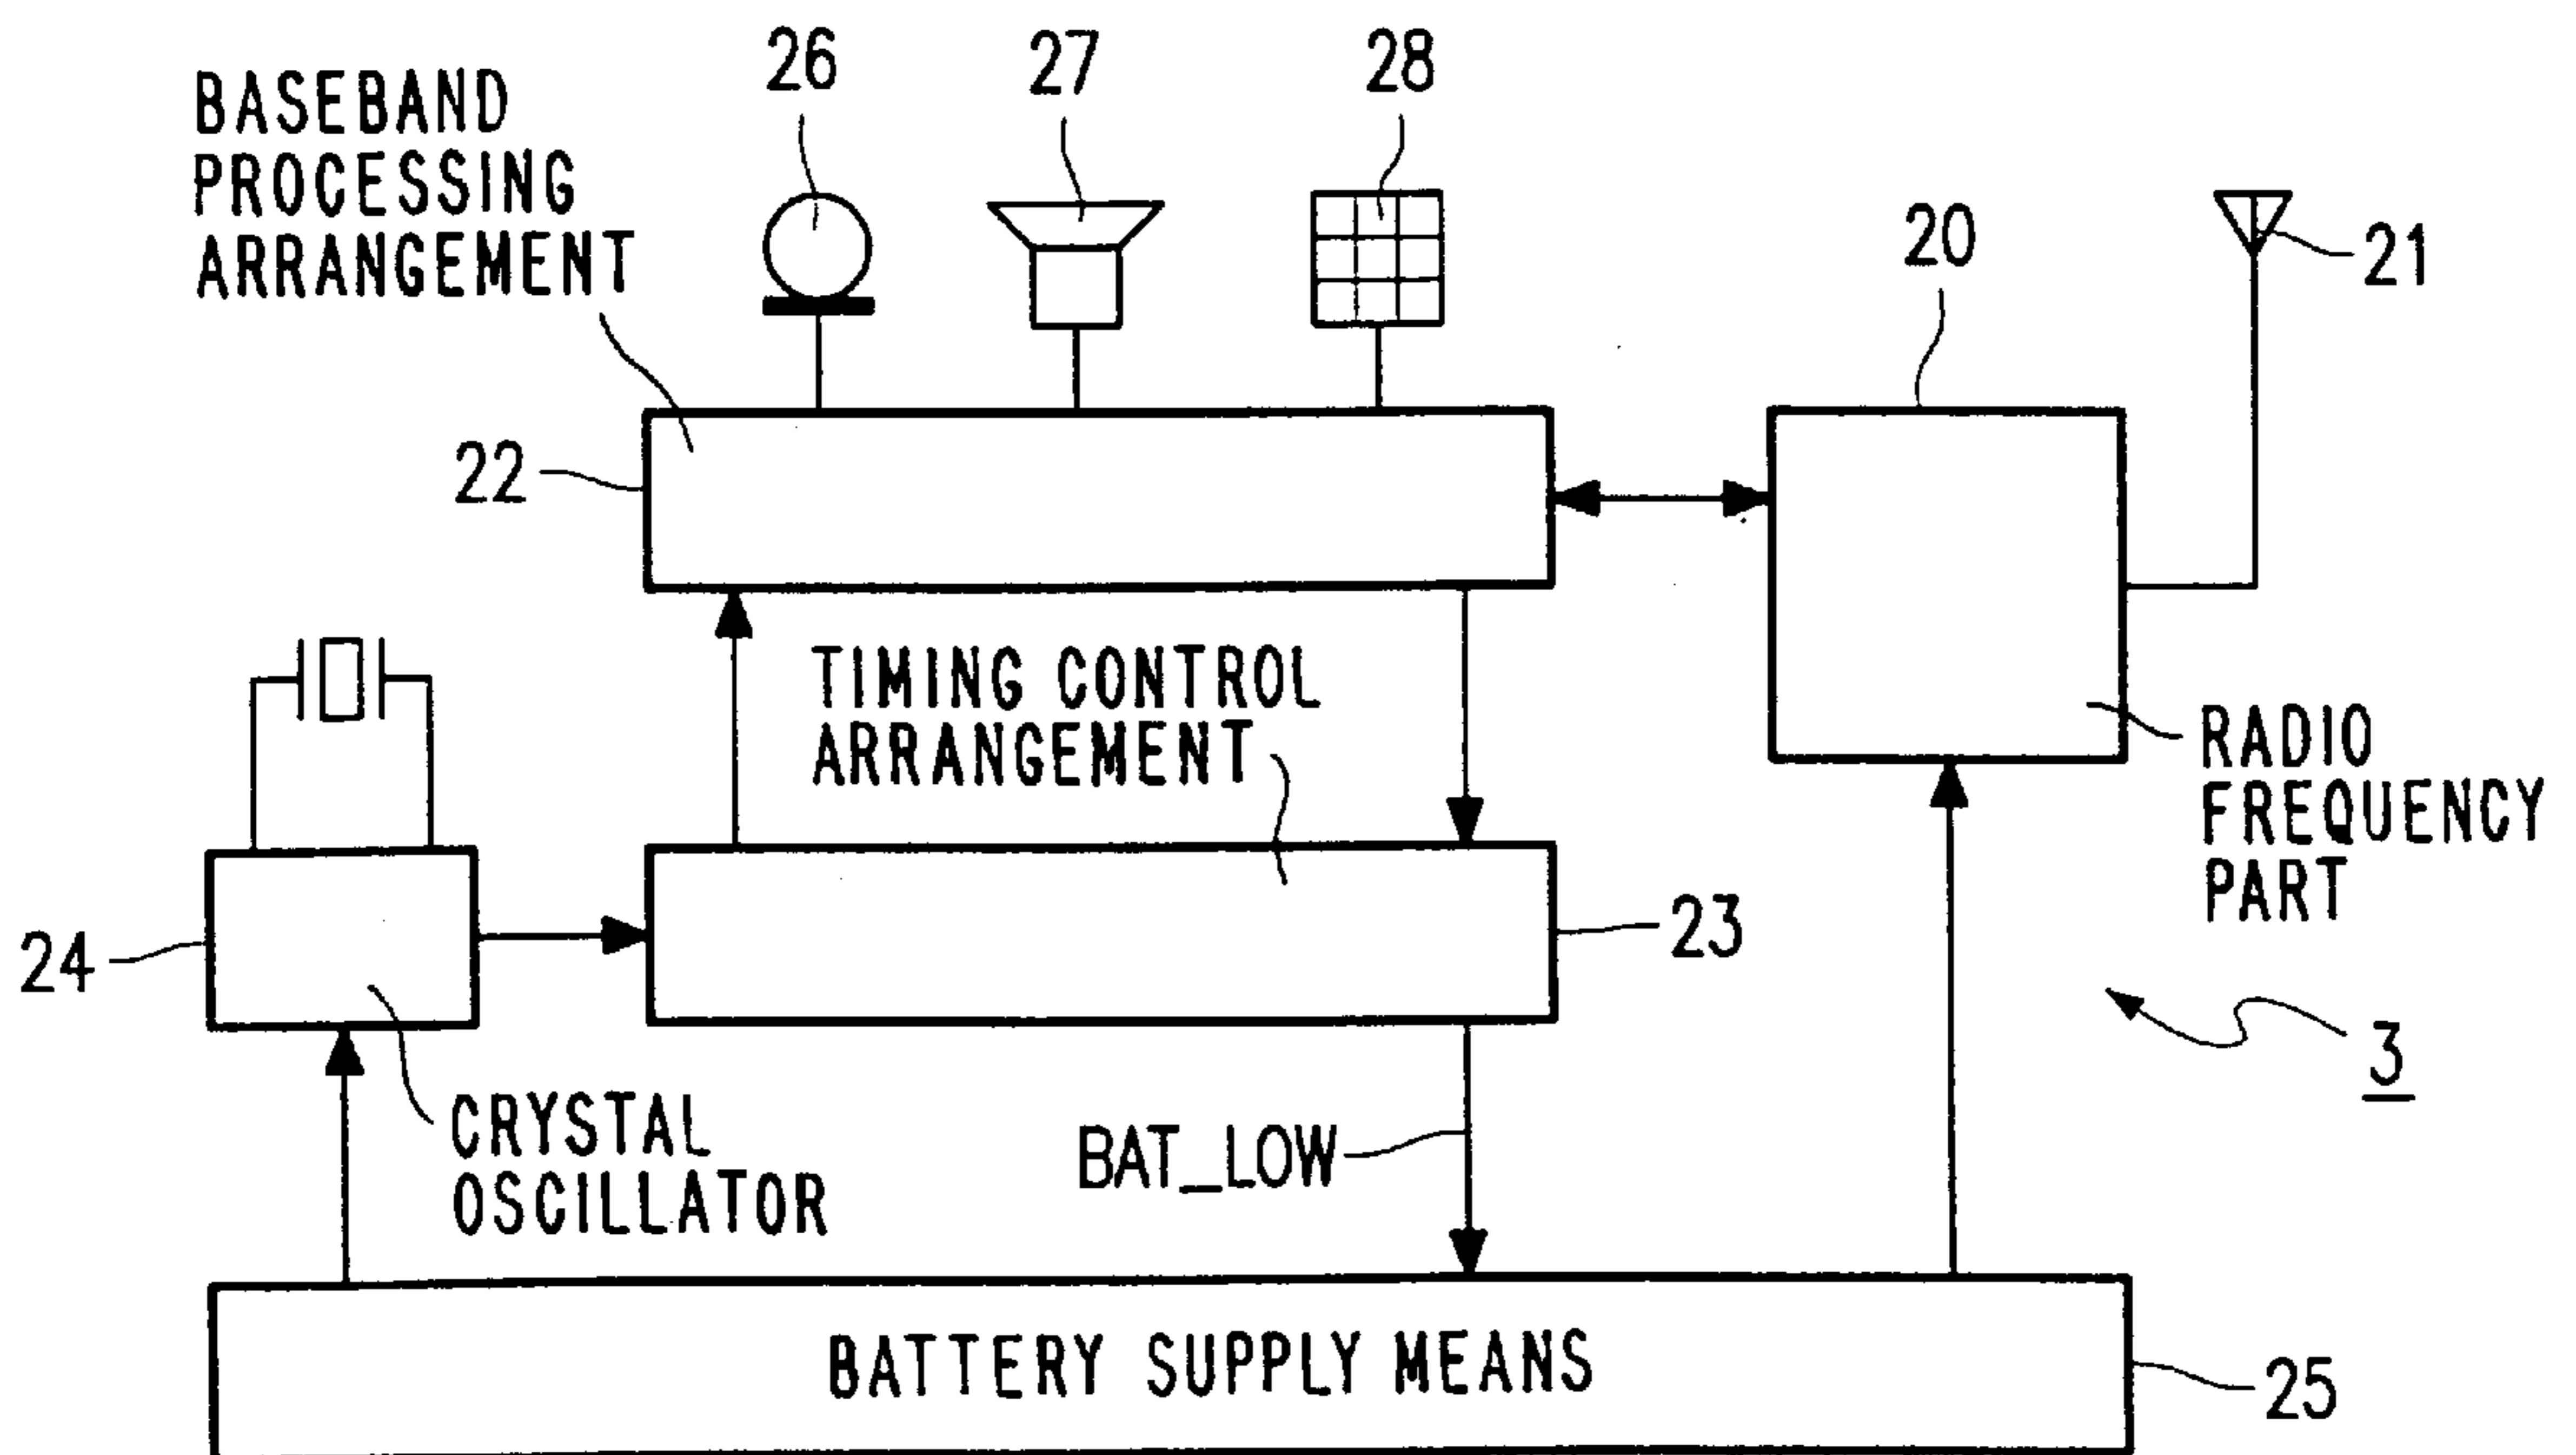 26
27
28
BASEBAND
PROCESSING
ARRANGEMENT
20
21
22
TIMING CONTROL
ARRANGEMENT
RADIO
FREQUENCY
PART
24
23
3
CRYSTAL
OSCILLATOR
BAT_LOW
BATTERY SUPPLY MEANS
25